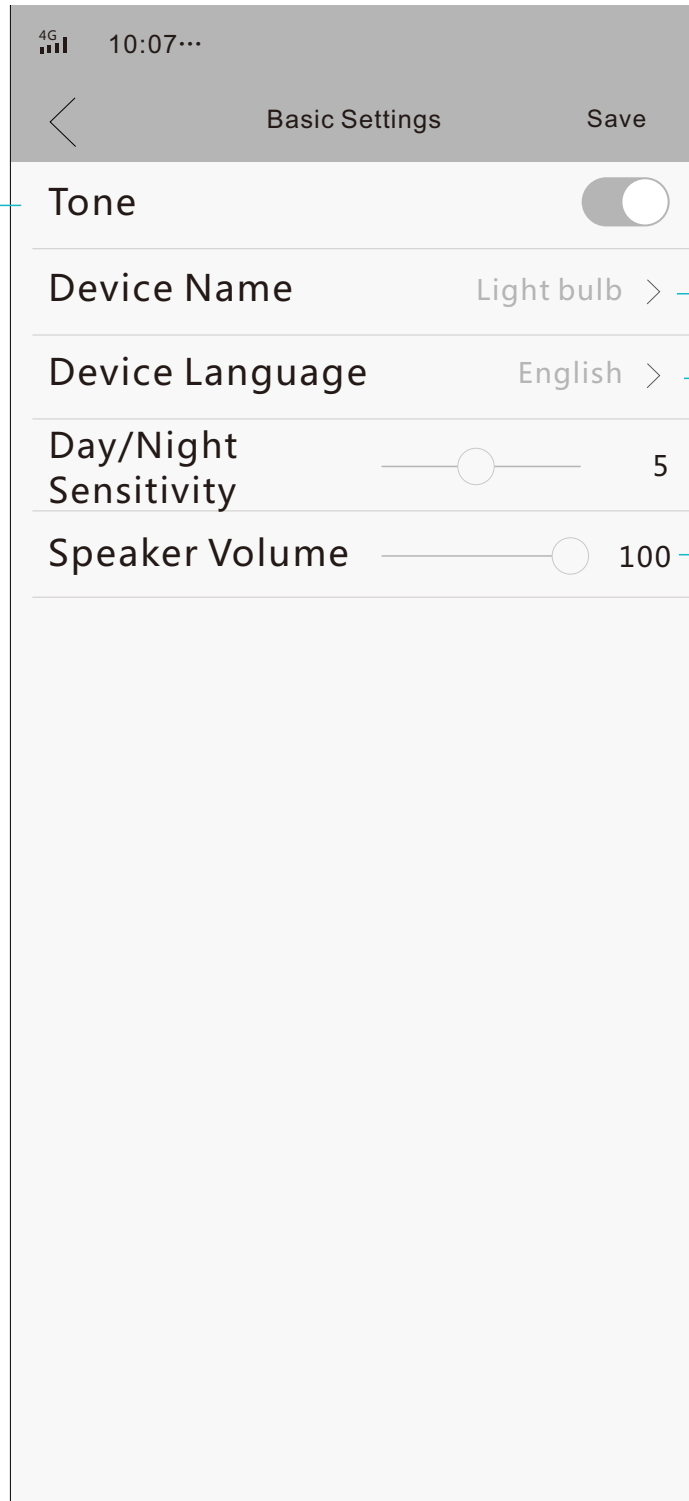 4G
10:07···
Basic Settings Save
Tone
Device Name Light bulb >
Device Language English >
Day/Night
Sensitivity 5
Speaker Volume 100